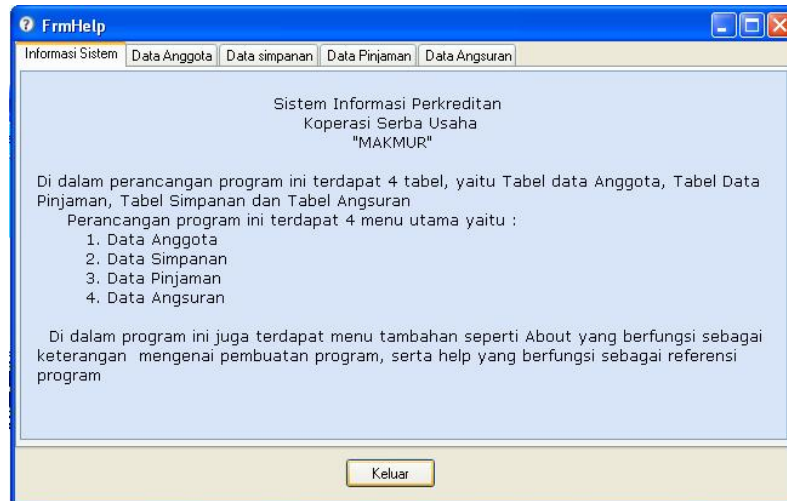 FrmHelp
Informasi Sistem Data Anggota Data simpanan Data Pinjaman Data Angsuran
Sistem Informasi Perkreditan
Koperasi Serba Usaha
"MAKMUR"
Di dalam perancangan program ini terdapat 4 tabel, yaitu Tabel data Anggota, Tabel Data
Pinjaman, Tabel Simpanan dan Tabel Angsuran
Perancangan program ini terdapat 4 menu utama yaitu :
1. Data Anggota
2. Data Simpanan
3. Data Pinjaman
4. Data Angsuran
Di dalam program ini juga terdapat menu tambahan seperti About yang berfungsi sebagai
keterangan mengenai pembuatan program, serta help yang berfungsi sebagai referensi
program
Keluar